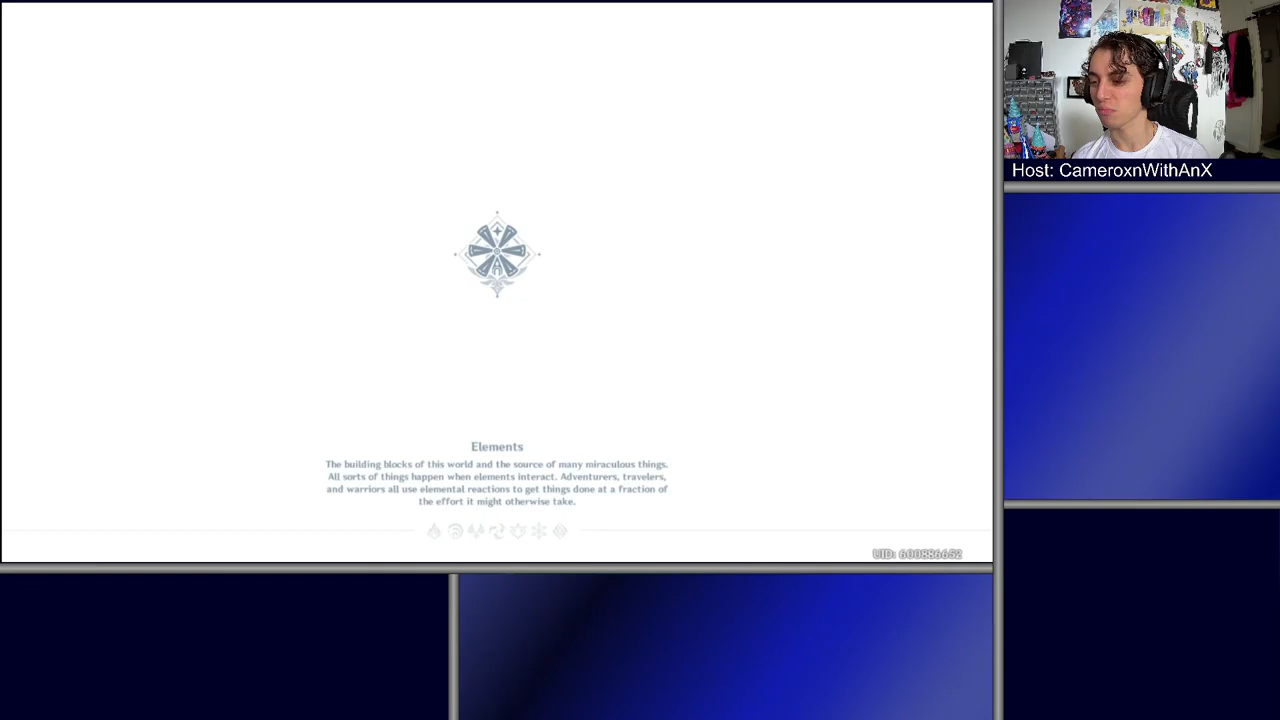 Host: CameroxnWithAnX
Elements
The building blocks of this world and the source of many miraculous things.
All sorts of things happen when elements interact. Adventurers, travelers,
and warriors all use elemental reactions to get things done at a fraction of
the effort it might otherwise take.
UID: 600886652